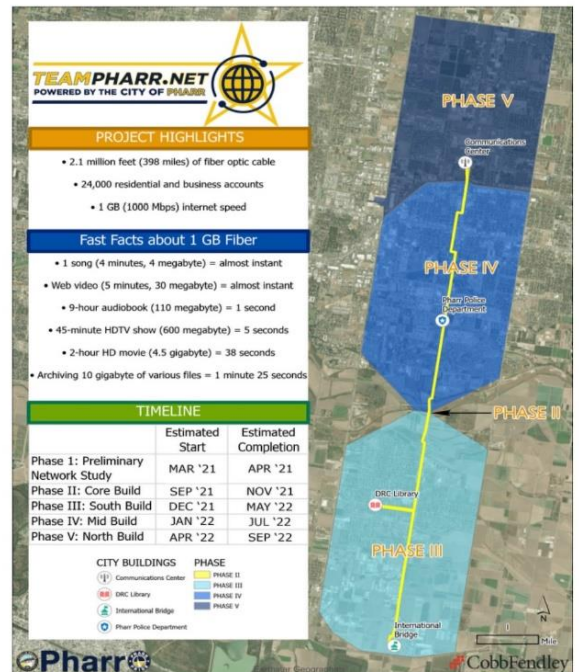 TEAMPHARR.NET
POWERED BY THE CITY OF PHARR
PROJECT HIGHLIGHTS
• 2.1 million feet (398 miles) of fiber optic cable
• 24,000 residential and business accounts
• 1 GB (1000 Mbps) internet speed
Fast Facts about 1 GB Fiber
• 1 song (4 minutes, 4 megabyte) = almost instant
• Web video (5 minutes, 30 megabyte) = almost instant
• 9-hour audiobook (110 megabyte) = 1 second
• 45-minute HDTV show (600 megabyte) = 5 seconds
• 2-hour HD movie (4.5 gigabyte) = 38 seconds
• Archiving 10 gigabyte of various files = 1 minute 25 seconds
TIMELINE
Estimated Start Estimated Completion
Phase 1: Preliminary Network Study MAR '21 APR '21
Phase II: Core Build SEP '21 NOV '21
Phase III: South Build DEC '21 MAY '22
Phase IV: Mid Build JAN '22 JUL '22
Phase V: North Build APR '22 SEP '22
CITY BUILDINGS
Communications Center
DRC Library
International Bridge
Pharr Police Department
PHASE
PHASE II
PHASE III
PHASE IV
PHASE V
PHASE V
Communications
Center
PHASE IV
Pharr Police
Department
PHASE II
DRC Library
PHASE III
International
Bridge
N
1
Mile
Pharr
Earthstar Geographics
CobbFendley